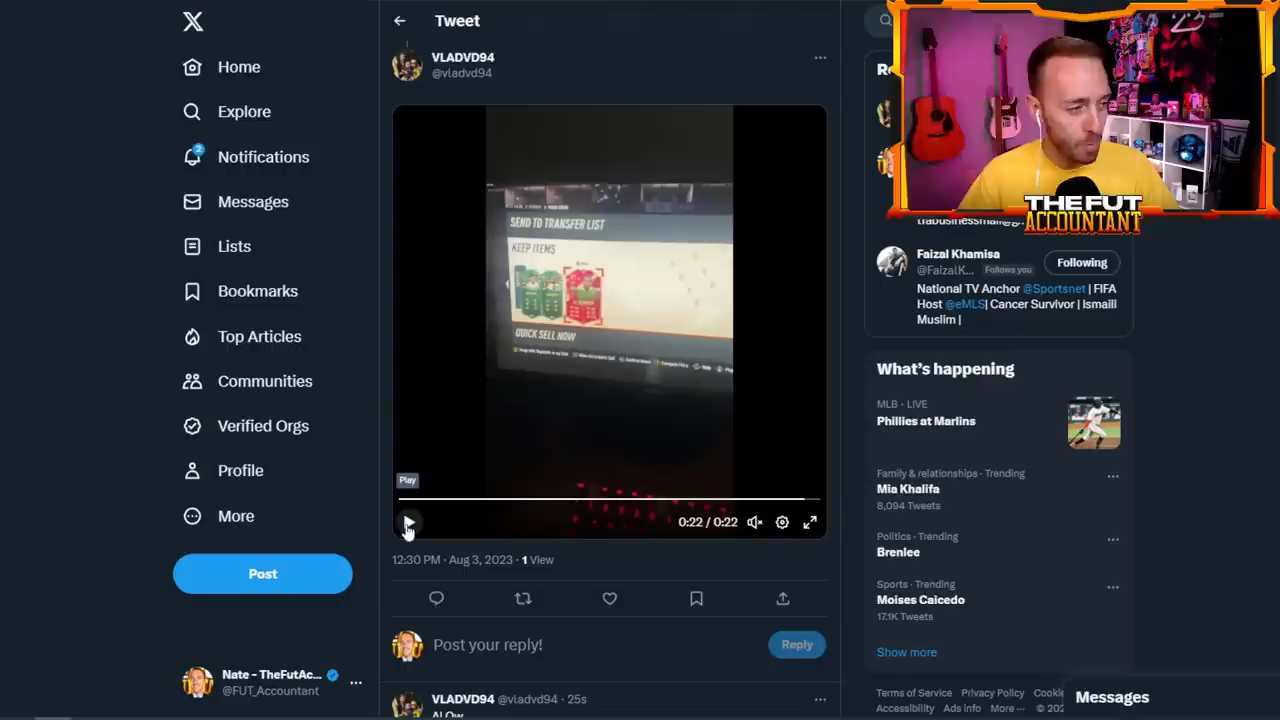 Tweet
Home
Explore
2
Notifications
Messages
Lists
Bookmarks
Top Articles
Communities
Verified Orgs
Profile
More
Post
Nate - TheFutAc...
@FUT_Accountant
VLADVD94
@vladvd94
SEND TO TRANSFER LIST
KEEP ITEMS
QUICK SELL NOW
Play
0:22 / 0:22
12:30 PM · Aug 3, 2023 · 1 View
Post your reply!
Reply
VLADVD94 @vladvd94 · 25s
THE FUT
ACCOUNTANT
Faizal Khamisa
@FaizalK... Follows you
Following
National TV Anchor @Sportsnet | FIFA
Host @eMLS| Cancer Survivor | Ismaili
Muslim |
What's happening
MLB · LIVE
Phillies at Marlins
Family & relationships · Trending
Mia Khalifa
8,094 Tweets
Politics · Trending
Brenlee
Sports · Trending
Moises Caicedo
17.1K Tweets
Show more
Terms of Service Privacy Policy Cookie
Accessibility Ads info More ··· © 202
Messages